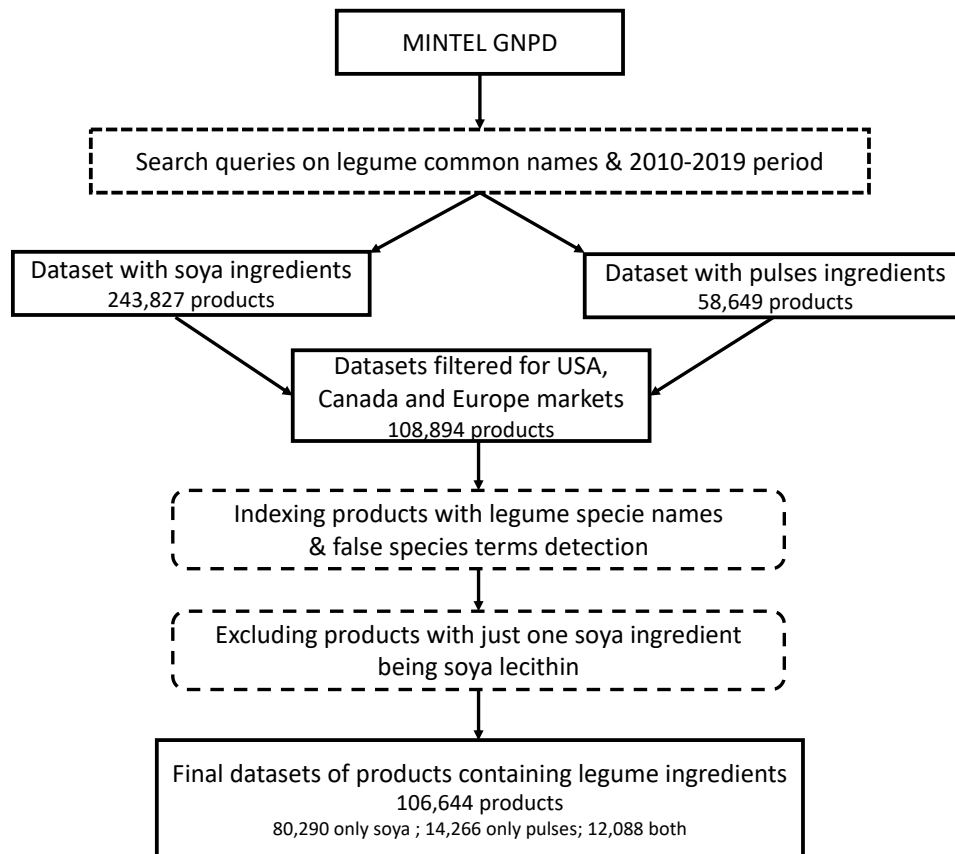 MINTEL GNPD
Search queries on legume common names & 2010-2019 period
Dataset with soya ingredients
243,827 products
Dataset with pulses ingredients
58,649 products
Datasets filtered for USA,
Canada and Europe markets
108,894 products
Indexing products with legume specie names
& false species terms detection
Excluding products with just one soya ingredient
being soya lecithin
Final datasets of products containing legume ingredients
106,644 products
80,290 only soya ; 14,266 only pulses; 12,088 both